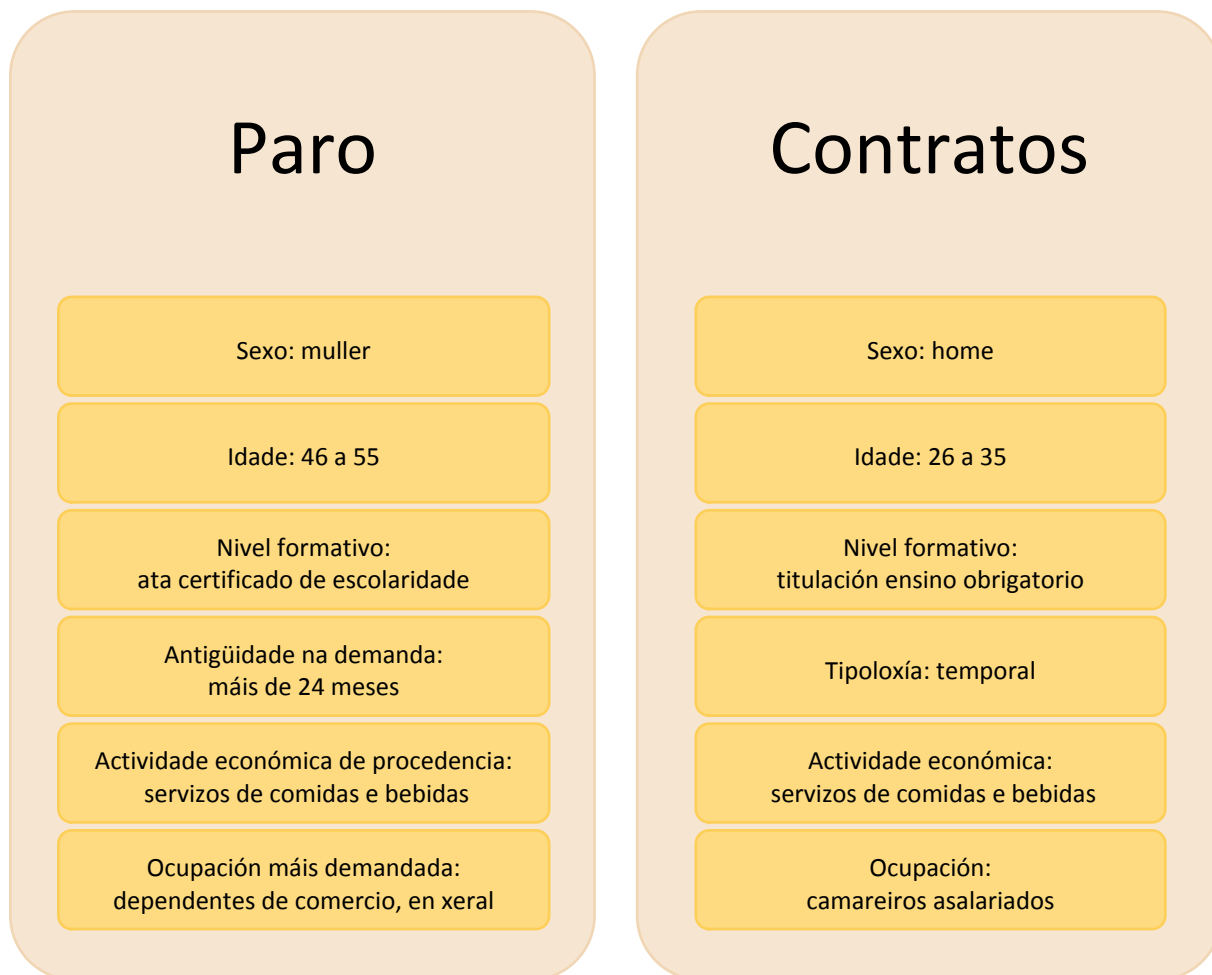 Paro
Sexo: muller
Idade: 46 a 55
Nivel formativo:
ata certificado de escolaridade
Antigüidade na demanda:
máis de 24 meses
Actividade económica de procedencia:
servizos de comidas e bebidas
Ocupación máis demandada:
dependentes de comercio, en xeral
Contratos
Sexo: home
Idade: 26 a 35
Nivel formativo:
titulación ensino obrigatorio
Tipoloxía: temporal
Actividade económica:
servizos de comidas e bebidas
Ocupación:
camareiros asalariados